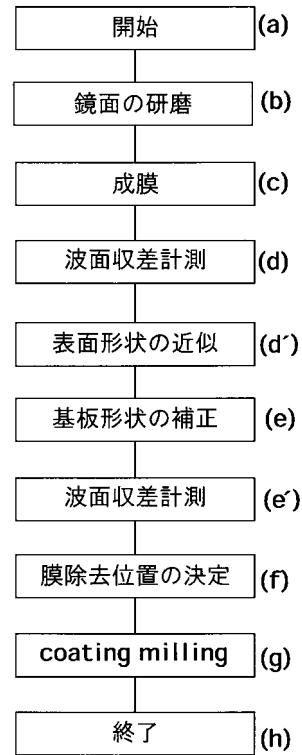 開始 (a)
鏡面の研磨 (b)
成膜 (c)
波面収差計測 (d)
表面形状の近似 (d´)
基板形状の補正 (e)
波面収差計測 (e´)
膜除去位置の決定 (f)
coating milling (g)
終了 (h)